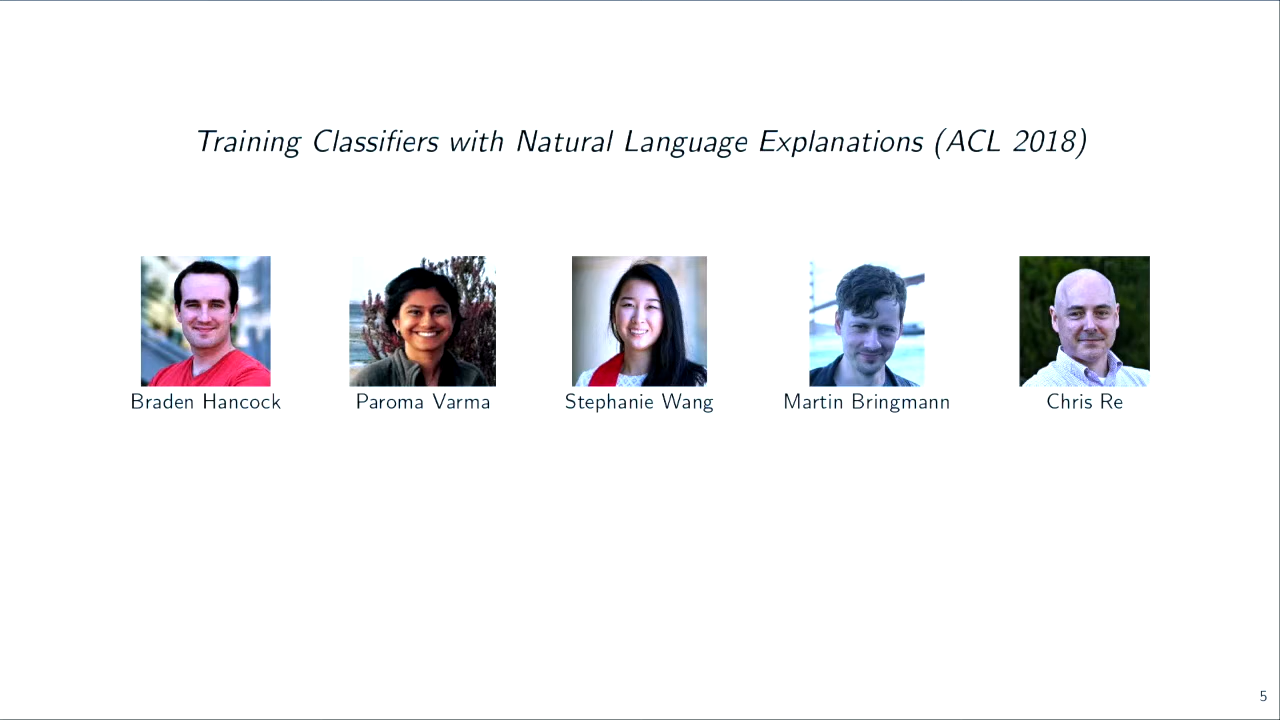 Training Classifiers with Natural Language Explanations (ACL 2018)
Braden Hancock
Paroma Varma
Stephanie Wang
Martin Bringmann
Chris Re
5